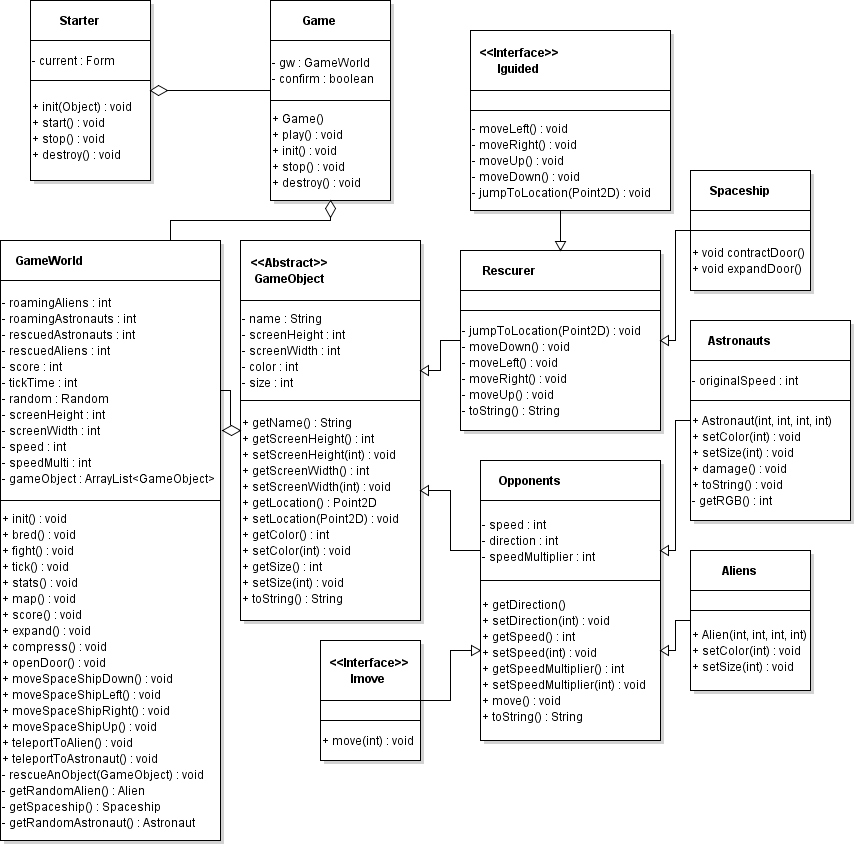 Starter
- current : Form
+ init(Object) : void
+ start() : void
+ stop() : void
+ destroy() : void
Game
- gw : GameWorld
- confirm : boolean
+ Game()
+ play() : void
+ init() : void
+ stop() : void
+ destroy() : void
<<Interface>>
Iguided
- moveLeft() : void
- moveRight() : void
- moveUp() : void
- moveDown() : void
- jumpToLocation(Point2D) : void
Spaceship
+ void contractDoor()
+ void expandDoor()
GameWorld
- roamingAliens : int
- roamingAstronauts : int
- rescuedAstronauts : int
- rescuedAliens : int
- score : int
- tickTime : int
- random : Random
- screenHeight : int
- screenWidth : int
- speed : int
- speedMulti : int
- gameObject : ArrayList<GameObject>
+ init() : void
+ bred() : void
+ fight() : void
+ tick() : void
+ stats() : void
+ map() : void
+ score() : void
+ expand() : void
+ compress() : void
+ openDoor() : void
+ moveSpaceShipDown() : void
+ moveSpaceShipLeft() : void
+ moveSpaceShipRight() : void
+ moveSpaceShipUp() : void
+ teleportToAlien() : void
+ teleportToAstronaut() : void
- rescueAnObject(GameObject) : void
- getRandomAlien() : Alien
- getSpaceship() : Spaceship
- getRandomAstronaut() : Astronaut
<<Abstract>>
GameObject
- name : String
- screenHeight : int
- screenWidth : int
- color : int
- size : int
+ getName() : String
+ getScreenHeight() : int
+ setScreenHeight(int) : void
+ getScreenWidth() : int
+ setScreenWidth(int) : void
+ getLocation() : Point2D
+ setLocation(Point2D) : void
+ getColor() : int
+ setColor(int) : void
+ getSize() : int
+ setSize(int) : void
+ toString() : String
Rescurer
- jumpToLocation(Point2D) : void
- moveDown() : void
- moveLeft() : void
- moveRight() : void
- moveUp() : void
- toString() : String
Astronauts
- originalSpeed : int
+ Astronaut(int, int, int, int)
+ setColor(int) : void
+ setSize(int) : void
+ damage() : void
+ toString() : void
- getRGB() : int
Opponents
- speed : int
- direction : int
- speedMultiplier : int
+ getDirection()
+ setDirection(int) : void
+ getSpeed() : int
+ setSpeed(int) : void
+ getSpeedMultiplier() : int
+ setSpeedMultiplier(int) : void
+ move() : void
+ toString() : String
Aliens
+ Alien(int, int, int, int)
+ setColor(int) : void
+ setSize(int) : void
<<Interface>>
Imove
+ move(int) : void